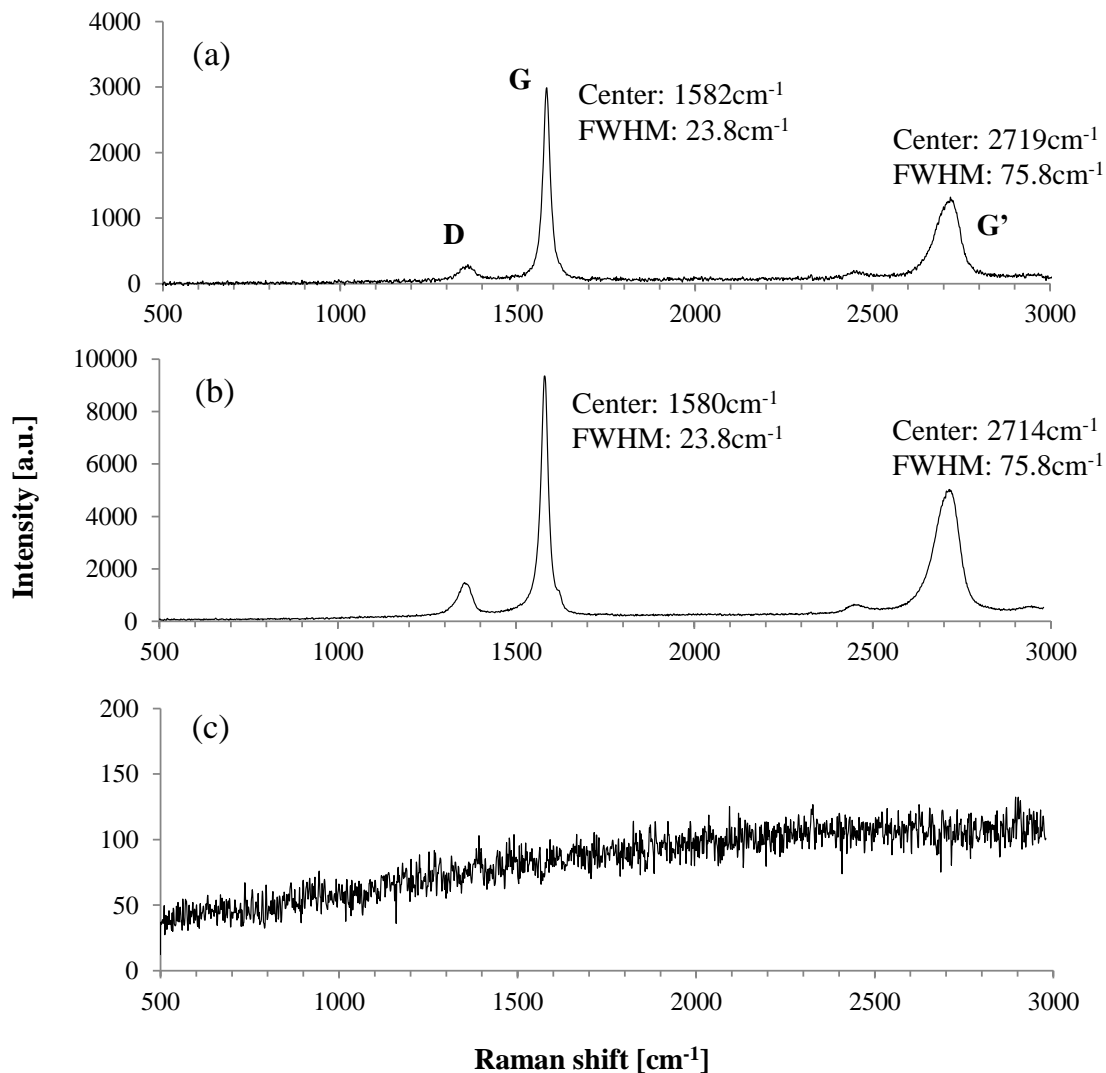 4000
(a)
G
Center: 1582cm-1
FWHM: 23.8cm-1
3000
Center: 2719cm-1
FWHM: 75.8cm-1
2000
D
G’
1000
0
500 1000 1500 2000 2500 3000
10000
(b)
Center: 1580cm-1
FWHM: 23.8cm-1
8000
Center: 2714cm-1
FWHM: 75.8cm-1
6000
4000
2000
0
500 1000 1500 2000 2500 3000
Intensity [a.u.]
200
(c)
150
100
50
0
500 1000 1500 2000 2500 3000
Raman shift [cm-1]